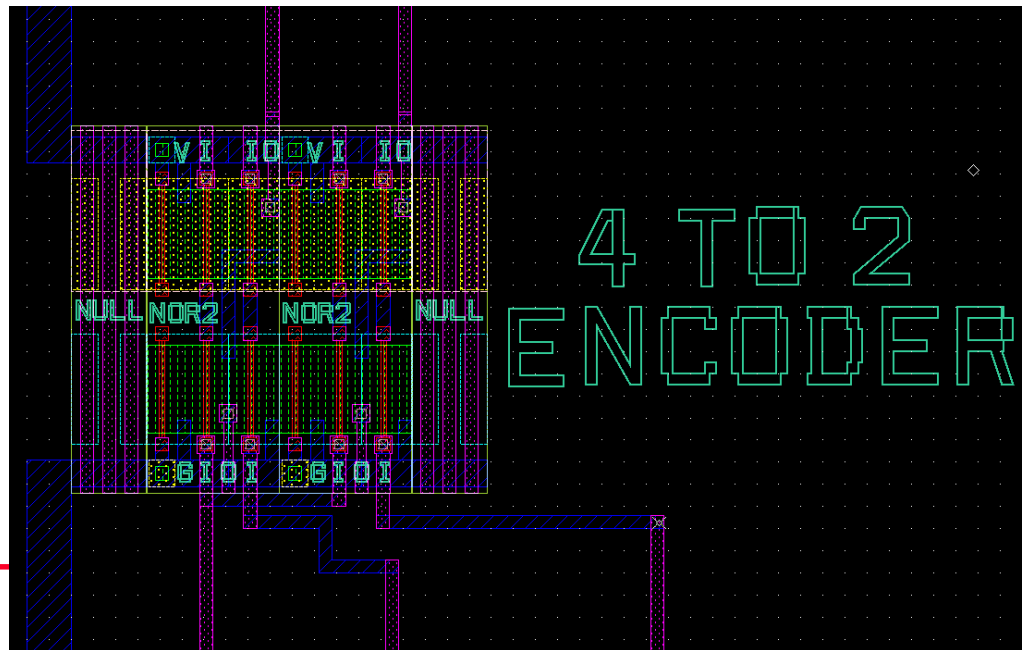 VI IO VI IO
4 TO 2
ENCODER
NULL NOR2 NOR2 NULL
GIOI GIOI